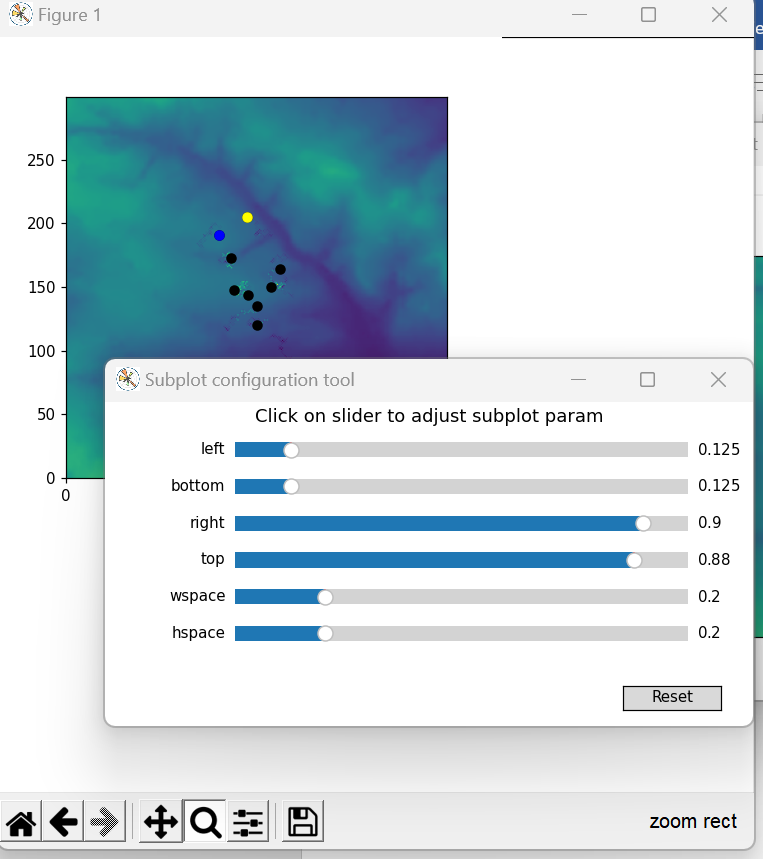 Figure 1
e
t
250
200
150
100
50
0
0
Subplot configuration tool
Click on slider to adjust subplot param
left 0.125
bottom 0.125
right 0.9
top 0.88
wspace 0.2
hspace 0.2
Reset
zoom rect